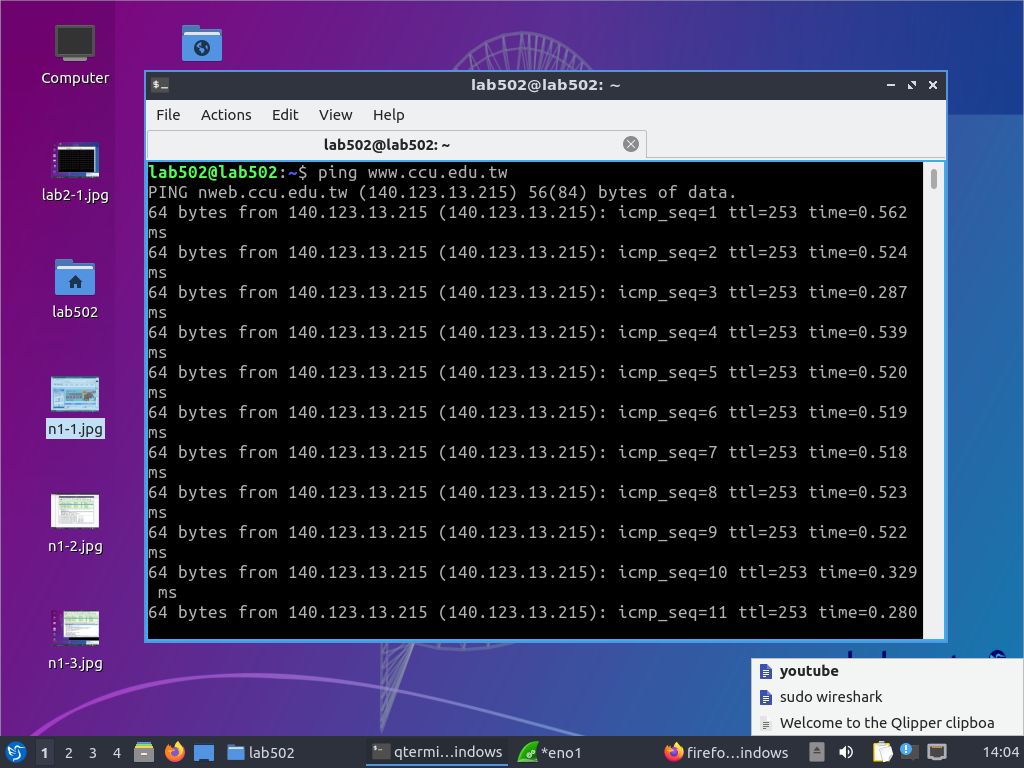 Computer
lab2-1.jpg
lab502
n1-1.jpg
n1-2.jpg
n1-3.jpg
lab502@lab502: ~
File Actions Edit View Help
lab502@lab502: ~
lab502@lab502:~$ ping www.ccu.edu.tw
PING nweb.ccu.edu.tw (140.123.13.215) 56(84) bytes of data.
64 bytes from 140.123.13.215 (140.123.13.215): icmp_seq=1 ttl=253 time=0.562
ms
64 bytes from 140.123.13.215 (140.123.13.215): icmp_seq=2 ttl=253 time=0.524
ms
64 bytes from 140.123.13.215 (140.123.13.215): icmp_seq=3 ttl=253 time=0.287
ms
64 bytes from 140.123.13.215 (140.123.13.215): icmp_seq=4 ttl=253 time=0.539
ms
64 bytes from 140.123.13.215 (140.123.13.215): icmp_seq=5 ttl=253 time=0.520
ms
64 bytes from 140.123.13.215 (140.123.13.215): icmp_seq=6 ttl=253 time=0.519
ms
64 bytes from 140.123.13.215 (140.123.13.215): icmp_seq=7 ttl=253 time=0.518
ms
64 bytes from 140.123.13.215 (140.123.13.215): icmp_seq=8 ttl=253 time=0.523
ms
64 bytes from 140.123.13.215 (140.123.13.215): icmp_seq=9 ttl=253 time=0.522
ms
64 bytes from 140.123.13.215 (140.123.13.215): icmp_seq=10 ttl=253 time=0.329
ms
64 bytes from 140.123.13.215 (140.123.13.215): icmp_seq=11 ttl=253 time=0.280
youtube
sudo wireshark
Welcome to the Qlipper clipboa
1 2 3 4 lab502 qtermi...indows *eno1 firefo...indows 14:04